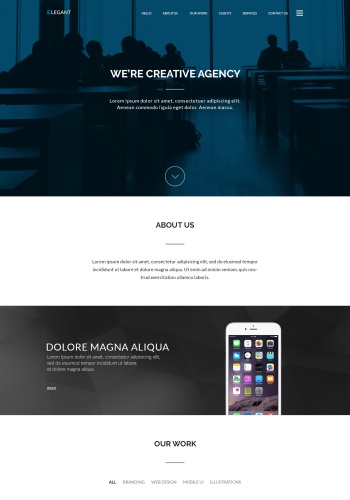 ELEGANT
HELLO ABOUT US OUR WORK CLIENTS SERVICES CONTACT US
WE'RE CREATIVE AGENCY
Lorem ipsum dolor sit amet, consectetuer adipiscing elit.
Aenean commodo ligula eget dolor. Aenean massa.
ABOUT US
Lorem ipsum dolor sit amet, consectetur adipiscing elit, sed do eiusmod tempor
incididunt ut labore et dolore magna aliqua. Ut enim ad minim veniam, quis nos-
trud exercitation ullamco laboris.
DOLORE MAGNA ALIQUA
Lorem ipsum dolor sit amet, consectetur adipiscing elit,
sed do eiusmod tempor incididunt ut labore
et dolore magna aliqua.
OUR WORK
ALL BRANDING WEB DESIGN MOBILE UI ILLUSTRATIONS